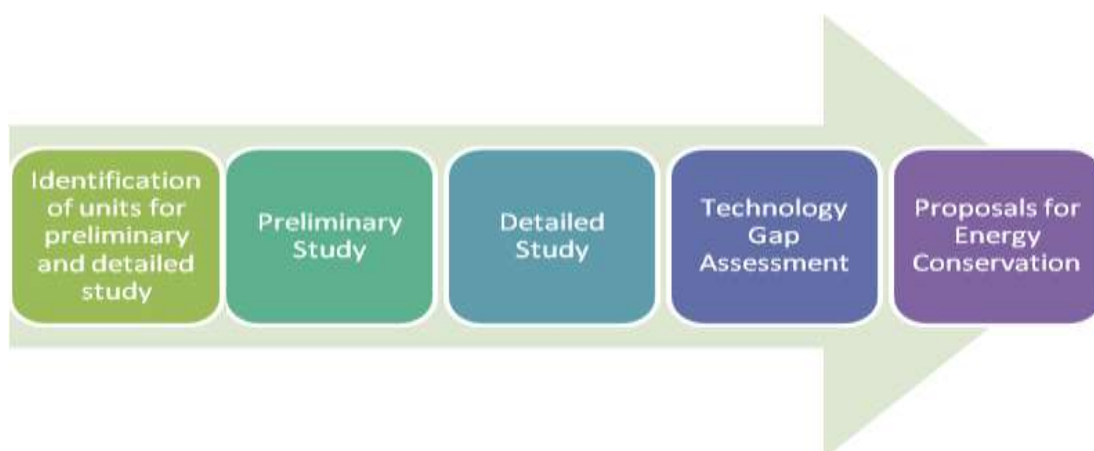 Identification
of units for
preliminary
and detailed
study
Preliminary
Study
Detailed
Study
Technology
Gap
Assessment
Proposals for
Energy
Conservation